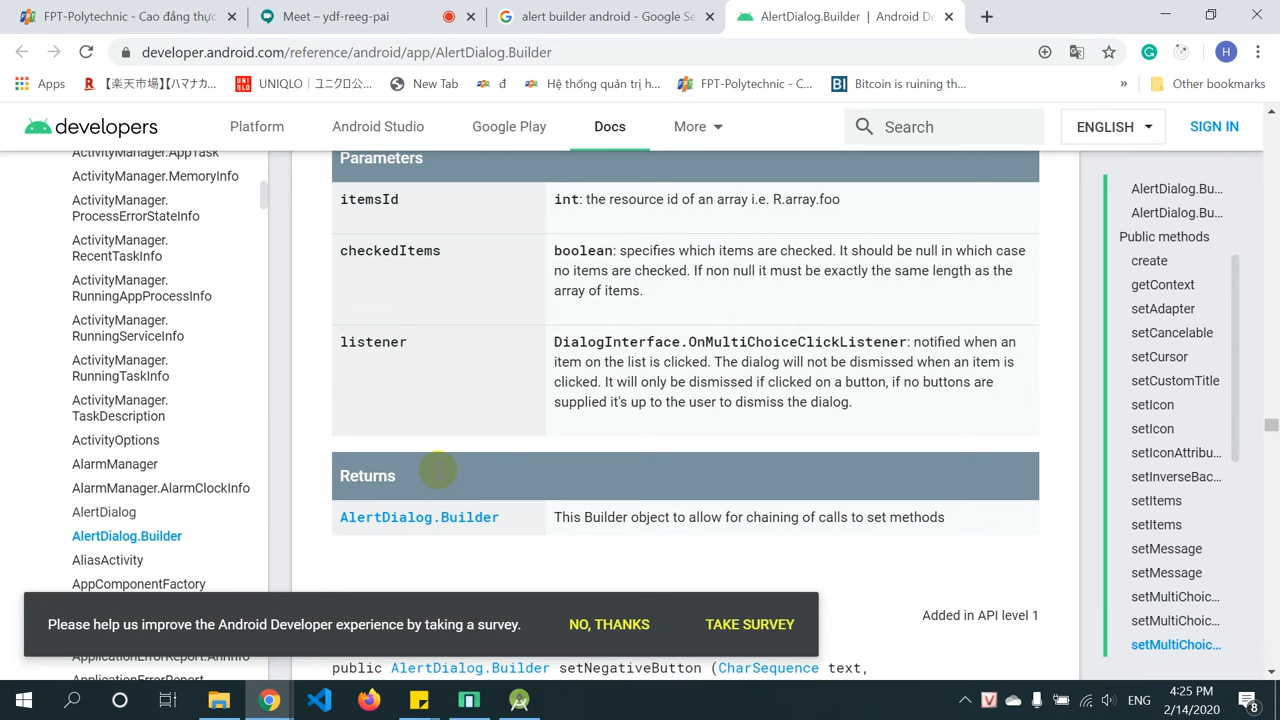 FPT-Polytechnic - Cao đẳng thực
Meet – ydf-reeg-pai
alert builder android - Google Se
AlertDialog.Builder | Android De
developer.android.com/reference/android/app/AlertDialog.Builder
H
Apps
【楽天市場】【ハマナカ...
UNIQLO｜ユニクロ公...
New Tab
đ
Hệ thống quản trị h...
FPT-Polytechnic - C...
BI
Bitcoin is ruining th...
»
Other bookmarks
developers
Platform
Android Studio
Google Play
Docs
More
Search
ENGLISH
SIGN IN
ActivityManager.AppTask
ActivityManager.MemoryInfo
ActivityManager.
ProcessErrorStateInfo
ActivityManager.
RecentTaskInfo
ActivityManager.
RunningAppProcessInfo
ActivityManager.
RunningServiceInfo
ActivityManager.
RunningTaskInfo
ActivityManager.
TaskDescription
ActivityOptions
AlarmManager
AlarmManager.AlarmClockInfo
AlertDialog
AlertDialog.Builder
AliasActivity
AppComponentFactory
ApplicationErrorReport.AnrInfo
ApplicationErrorReport.
Parameters
itemsId
int: the resource id of an array i.e. R.array.foo
checkedItems
boolean: specifies which items are checked. It should be null in which case
no items are checked. If non null it must be exactly the same length as the
array of items.
listener
DialogInterface.OnMultiChoiceClickListener: notified when an
item on the list is clicked. The dialog will not be dismissed when an item is
clicked. It will only be dismissed if clicked on a button, if no buttons are
supplied it's up to the user to dismiss the dialog.
Returns
AlertDialog.Builder
This Builder object to allow for chaining of calls to set methods
Added in API level 1
public AlertDialog.Builder setNegativeButton (CharSequence text,
Please help us improve the Android Developer experience by taking a survey.
NO, THANKS
TAKE SURVEY
AlertDialog.Bu...
AlertDialog.Bu...
Public methods
create
getContext
setAdapter
setCancelable
setCursor
setCustomTitle
setIcon
setIcon
setIconAttribu...
setInverseBac...
setItems
setItems
setMessage
setMessage
setMultiChoic...
setMultiChoic...
setMultiChoic...
ENG
4:25 PM
2/14/2020
8